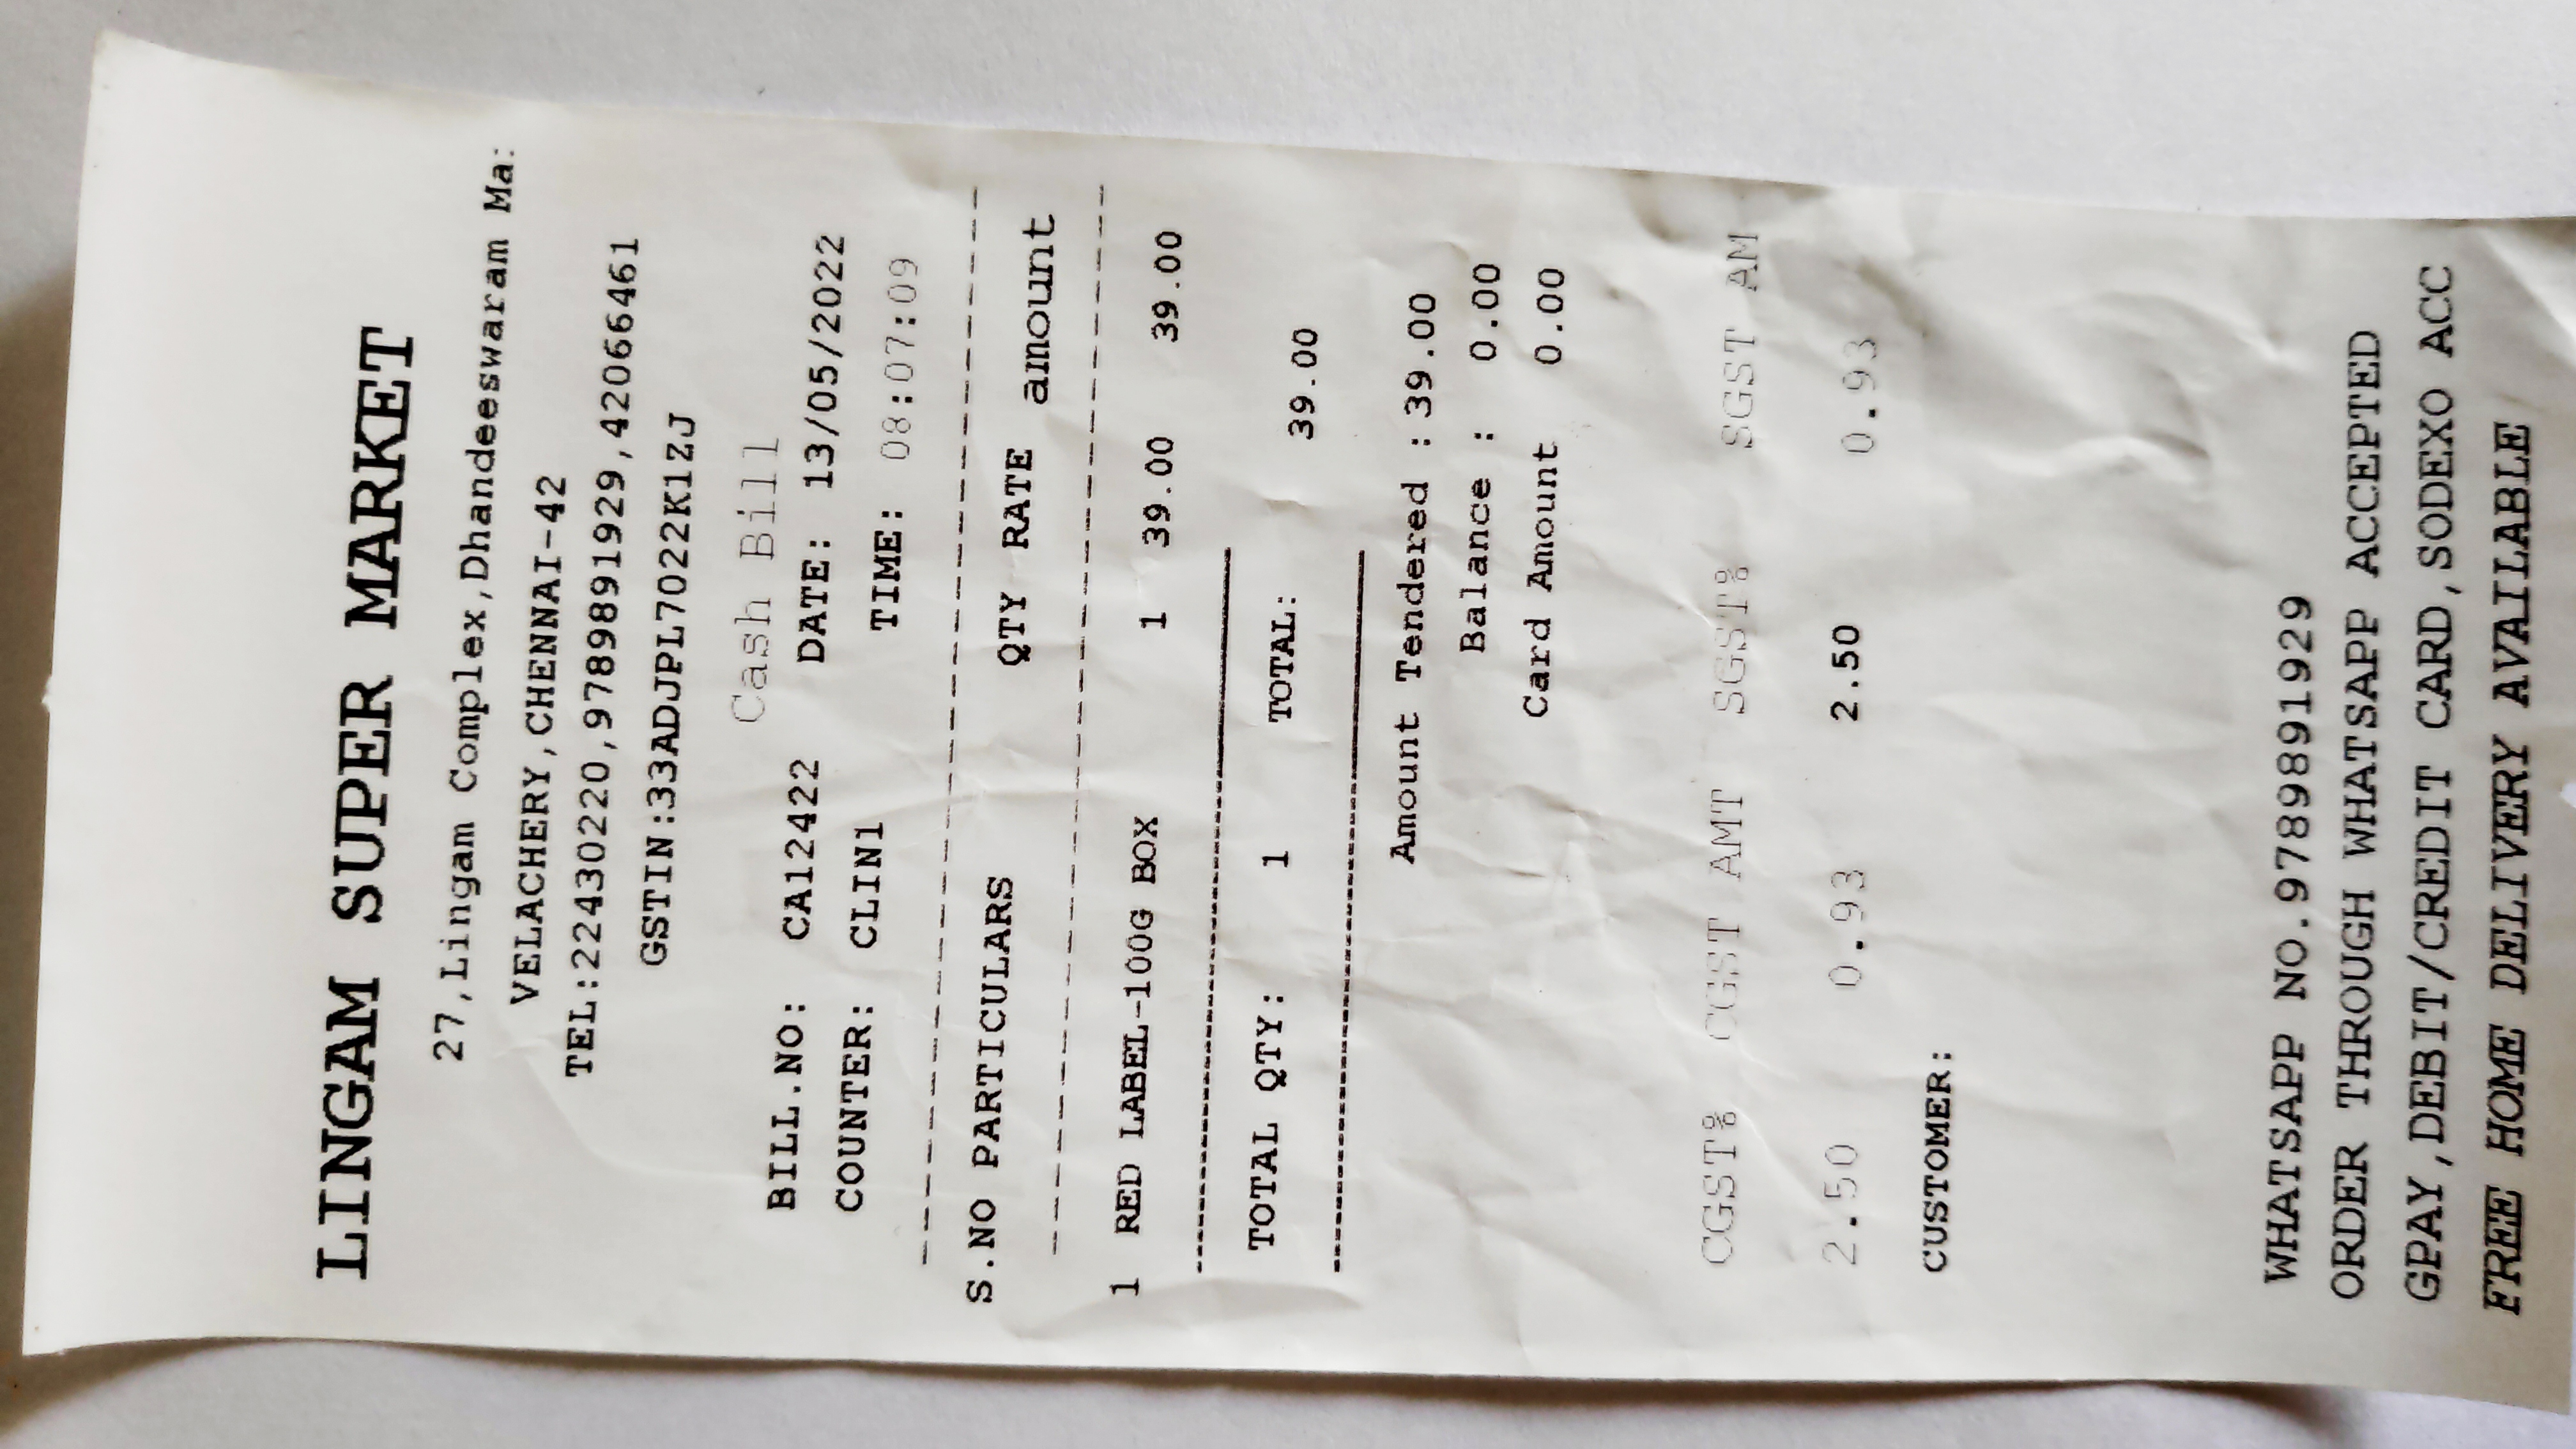 LINGAM SUPER MARKET
27,Lingam Complex,Dhandeeswaram Ma:
VELACHERY,CHENNAI-42
TEL:22430220,9789891929,42066461
GSTIN:33ADJPL7022K1ZJ
Cash Bill
BILL.NO: CA12422 DATE: 13/05/2022
COUNTER: CLIN1 TIME: 08:07:09
S.NO PARTICULARS QTY RATE amount
1 RED LABEL-100G BOX 1 39.00 39.00
TOTAL QTY: 1 TOTAL: 39.00
Amount Tendered :39.00
Balance : 0.00
Card Amount 0.00
CGST% CGST AMT SGST% SGST AM
2.50 0.93 2.50 0.93
CUSTOMER:
WHATSAPP NO.9789891929
ORDER THROUGH WHATSAPP ACCEPTED
GPAY,DEBIT/CREDIT CARD,SODEXO ACC
FREE HOME DELIVERY AVAILABLE